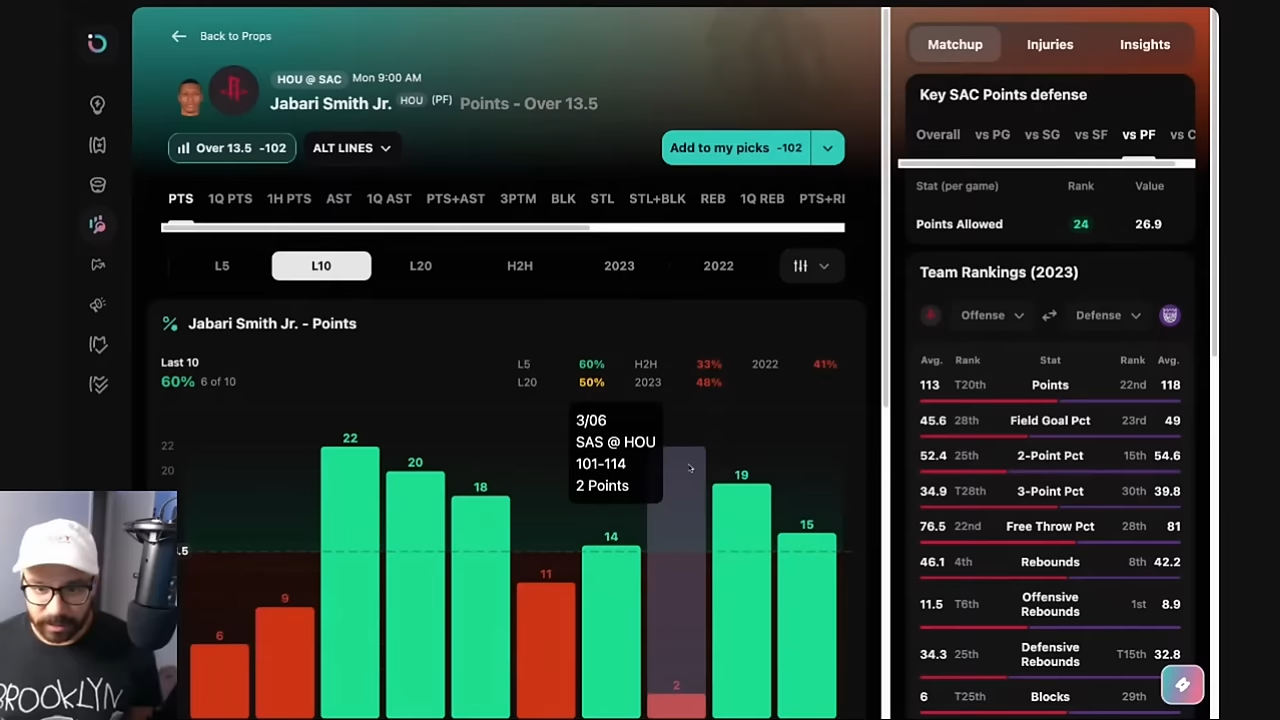 Back to Props
HOU @ SAC Mon 9:00 AM
Jabari Smith Jr. HOU (PF) Points - Over 13.5
Over 13.5 -102 ALT LINES
Add to my picks -102
PTS 1Q PTS 1H PTS AST 1Q AST PTS+AST 3PTM BLK STL STL+BLK REB 1Q REB PTS+RI
L5 L10 L20 H2H 2023 2022
Jabari Smith Jr. - Points
Last 10
60% 6 of 10
L5 60% H2H 33% 2022 41%
L20 50% 2023 48%
3/06
SAS @ HOU
101-114
2 Points
22
20
.5
6
9
22
20
18
11
14
2
19
15
BROOKLYN
Matchup Injuries Insights
Key SAC Points defense
Overall vs PG vs SG vs SF vs PF vs C
Stat (per game) Rank Value
Points Allowed 24 26.9
Team Rankings (2023)
Offense Defense
Avg. Rank Stat Rank Avg.
113 T20th Points 22nd 118
45.6 28th Field Goal Pct 23rd 49
52.4 25th 2-Point Pct 15th 54.6
34.9 T28th 3-Point Pct 30th 39.8
76.5 22nd Free Throw Pct 28th 81
46.1 4th Rebounds 8th 42.2
11.5 T6th Offensive Rebounds 1st 8.9
34.3 25th Defensive Rebounds T15th 32.8
6 T25th Blocks 29th